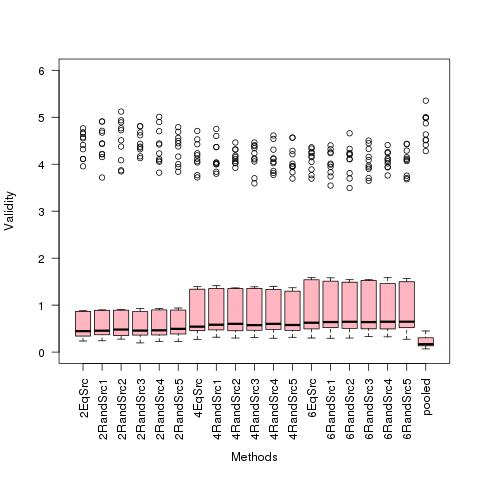 Validity
6
5
4
3
2
1
0
2EqSrc
2RandSrc1
2RandSrc2
2RandSrc3
2RandSrc4
2RandSrc5
4EqSrc
4RandSrc1
4RandSrc2
4RandSrc3
4RandSrc4
4RandSrc5
6EqSrc
6RandSrc1
6RandSrc2
6RandSrc3
6RandSrc4
6RandSrc5
pooled
Methods